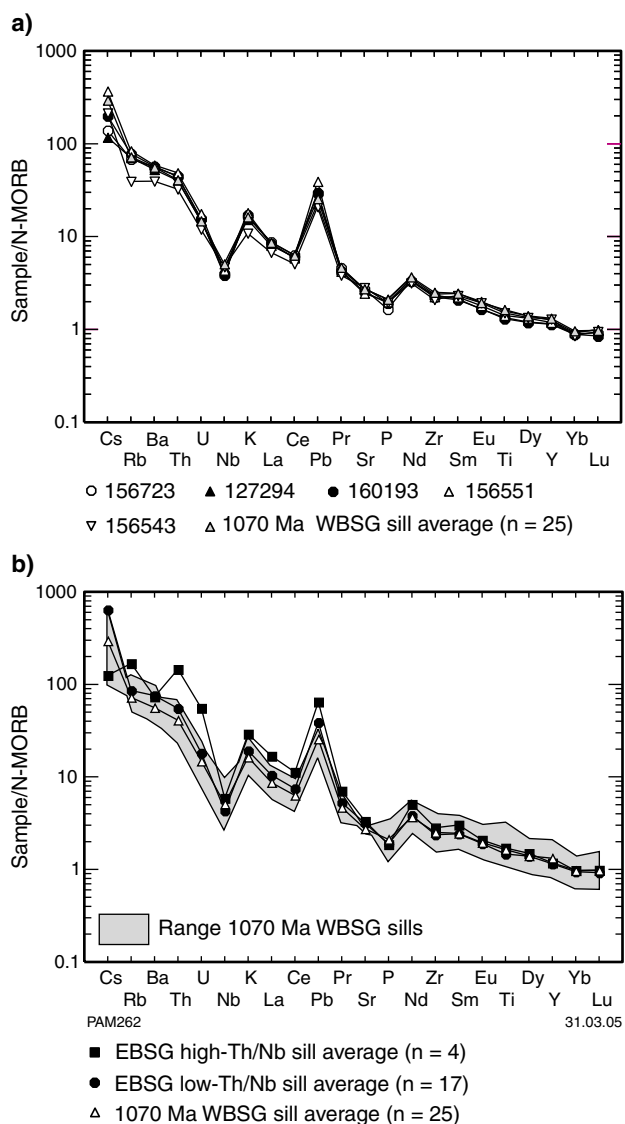 a)
1000
100
10
1
0.1
Sample/N-MORB
Cs Ba U K Ce Pr P Zr Eu Dy Yb
Rb Th Nb La Pb Sr Nd Sm Ti Y Lu
156723 127294 160193 156551
156543 1070 Ma WBSG sill average (n = 25)
b)
1000
100
10
1
0.1
Sample/N-MORB
Range 1070 Ma WBSG sills
Cs Ba U K Ce Pr P Zr Eu Dy Yb
Rb Th Nb La Pb Sr Nd Sm Ti Y Lu
PAM262 31.03.05
EBSG high-Th/Nb sill average (n = 4)
EBSG low-Th/Nb sill average (n = 17)
1070 Ma WBSG sill average (n = 25)